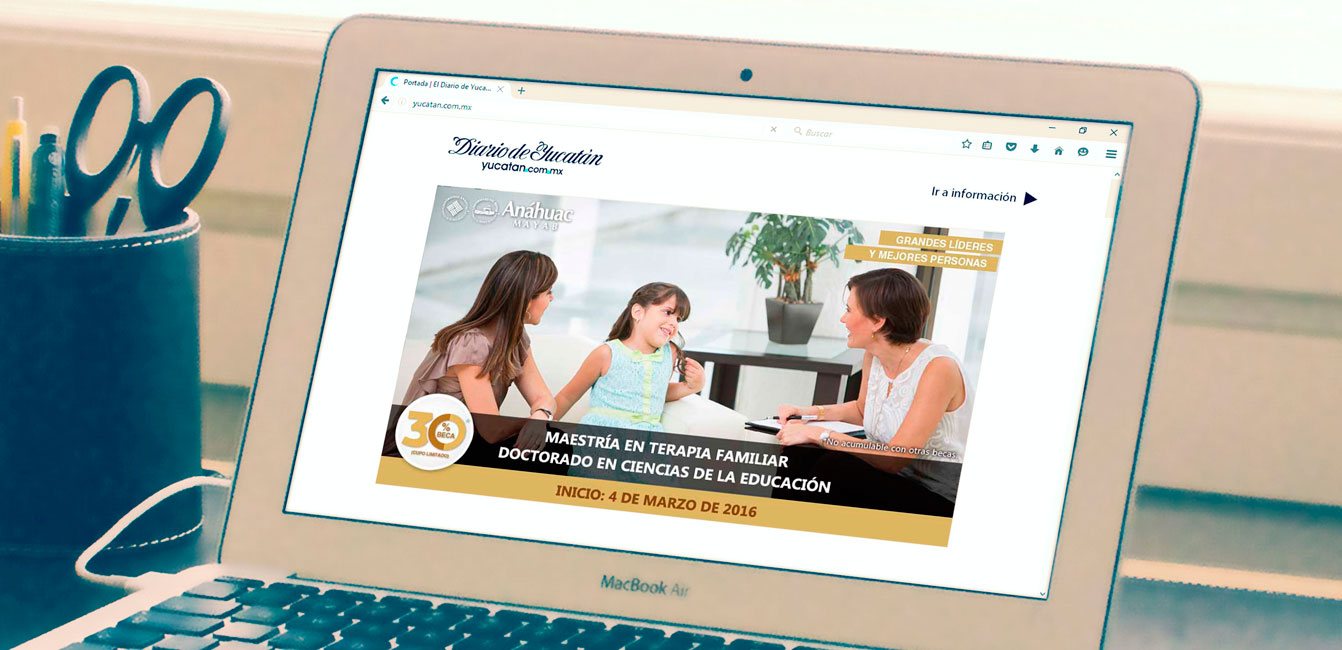 Portada | El Diario de Yuca...
yucatan.com.mx
Buscar
Diario de Yucatán
yucatan.com.mx
Ir a información
Anáhuac
MAYAB
GRANDES LÍDERES
Y MEJORES PERSONAS
30%
BECA
(CUPO LIMITADO)
*No acumulable con otras becas.
MAESTRÍA EN TERAPIA FAMILIAR
DOCTORADO EN CIENCIAS DE LA EDUCACIÓN
INICIO: 4 DE MARZO DE 2016
MacBook Air